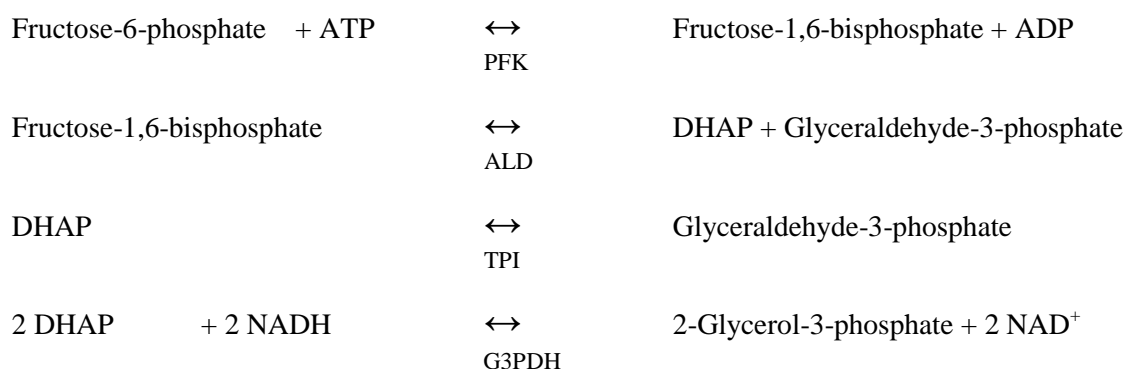 Fructose-6-phosphate + ATP ↔ Fructose-1,6-bisphosphate + ADP
PFK
Fructose-1,6-bisphosphate ↔ DHAP + Glyceraldehyde-3-phosphate
ALD
DHAP ↔ Glyceraldehyde-3-phosphate
TPI
2 DHAP + 2 NADH ↔ 2-Glycerol-3-phosphate + 2 NAD⁺
G3PDH